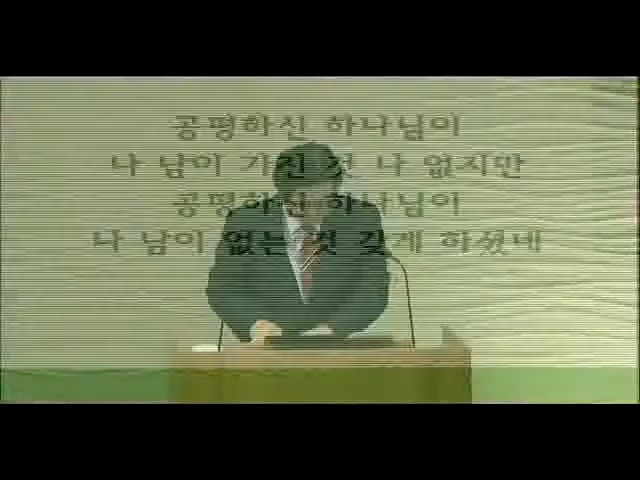 공평하신 하나님이
나 남이 가진 것 나 없지만
공평하신 하나님이
나 남이 없는 것 갖게 하셨네